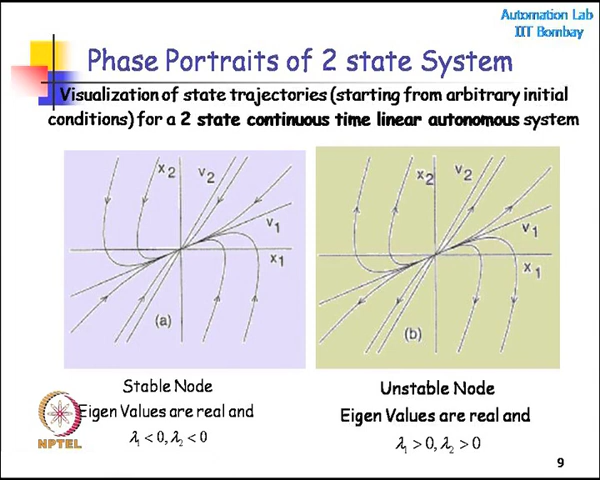 Automation Lab
IIT Bombay
Phase Portraits of 2 state System
Visualization of state trajectories (starting from arbitrary initial
conditions) for a 2 state continuous time linear autonomous system
x₂ v₂
v₁
x₁
(a)
x₂ v₂
v₁
x₁
(b)
Stable Node
Eigen Values are real and
λ₁ < 0, λ₂ < 0
Unstable Node
Eigen Values are real and
λ₁ > 0, λ₂ > 0
NPTEL
9